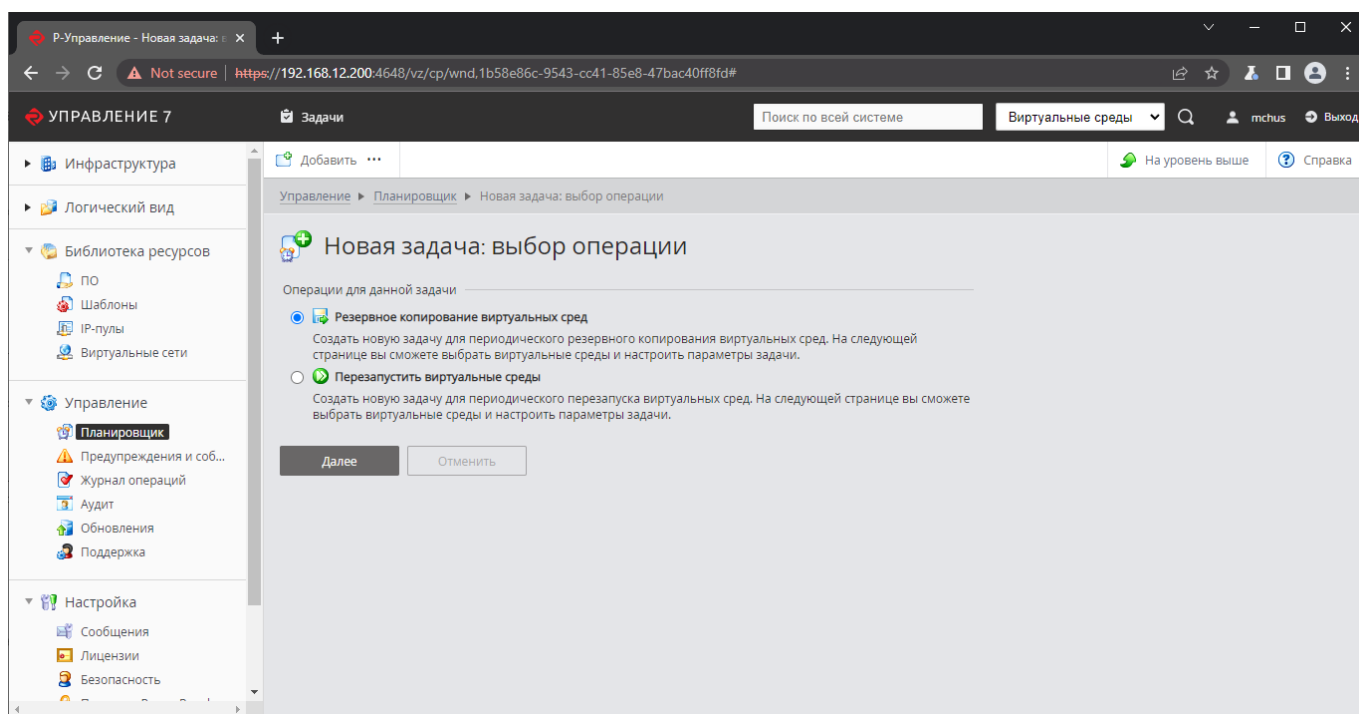 Р-Управление - Новая задача: в
Not secure | https://192.168.12.200:4648/vz/cp/wnd,1b58e86c-9543-cc41-85e8-47bac40ff8fd#
УПРАВЛЕНИЕ 7
Задачи
Поиск по всей системе
Виртуальные среды
mchus
Выход
Инфраструктура
Логический вид
Библиотека ресурсов
ПО
Шаблоны
IP-пулы
Виртуальные сети
Управление
Планировщик
Предупреждения и соб...
Журнал операций
Аудит
Обновления
Поддержка
Настройка
Сообщения
Лицензии
Безопасность
Добавить ...
На уровень выше
Справка
Управление ▸ Планировщик ▸ Новая задача: выбор операции
Новая задача: выбор операции
Операции для данной задачи
Резервное копирование виртуальных сред
Создать новую задачу для периодического резервного копирования виртуальных сред. На следующей
странице вы сможете выбрать виртуальные среды и настроить параметры задачи.
Перезапустить виртуальные среды
Создать новую задачу для периодического перезапуска виртуальных сред. На следующей странице вы сможете
выбрать виртуальные среды и настроить параметры задачи.
Далее
Отменить